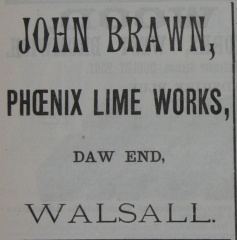 JOHN BRAWN,
PHŒNIX LIME WORKS,
DAW END,
WALSALL.